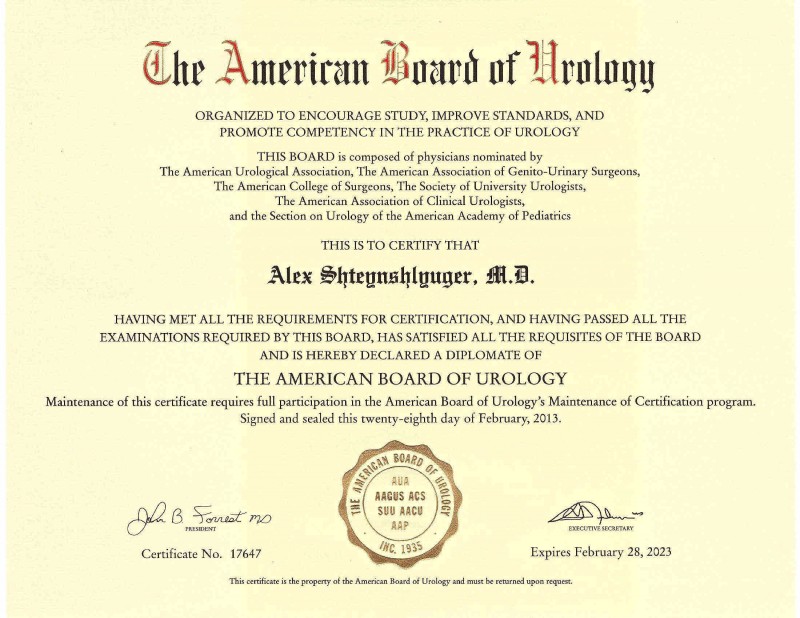 The American Board of Urology
ORGANIZED TO ENCOURAGE STUDY, IMPROVE STANDARDS, AND
PROMOTE COMPETENCY IN THE PRACTICE OF UROLOGY
THIS BOARD is composed of physicians nominated by
The American Urological Association, The American Association of Genito-Urinary Surgeons,
The American College of Surgeons, The Society of University Urologists,
The American Association of Clinical Urologists,
and the Section on Urology of the American Academy of Pediatrics
THIS IS TO CERTIFY THAT
Alex Shteynshlyuger, M.D.
HAVING MET ALL THE REQUIREMENTS FOR CERTIFICATION, AND HAVING PASSED ALL THE
EXAMINATIONS REQUIRED BY THIS BOARD, HAS SATISFIED ALL THE REQUISITES OF THE BOARD
AND IS HEREBY DECLARED A DIPLOMATE OF
THE AMERICAN BOARD OF UROLOGY
Maintenance of this certificate requires full participation in the American Board of Urology's Maintenance of Certification program.
Signed and sealed this twenty-eighth day of February, 2013.
THE AMERICAN BOARD OF UROLOGY
AUA
AAGUS ACS
SUU AACU
AAP
INC. 1935
John B Forrest MD
PRESIDENT
EXECUTIVE SECRETARY
Certificate No. 17647
Expires February 28, 2023
This certificate is the property of the American Board of Urology and must be returned upon request.